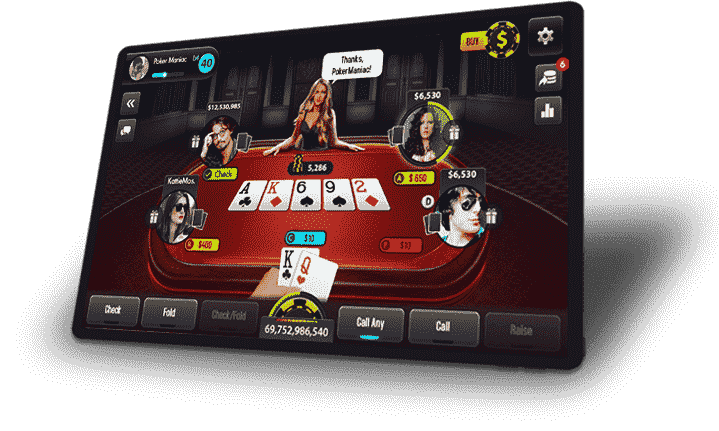 Poker Maniac Lvl
40
Thanks,
PokerManiac!
BUY $
6
$12,530,985
$6,530
Check
5,286
KattieMos.
A K 6 9 2
A $ 650
$6,530
D
$400
C $10
F $10
K Q
Check
Fold
Check/Fold
69,752,986,540
Call Any
Call
Raise